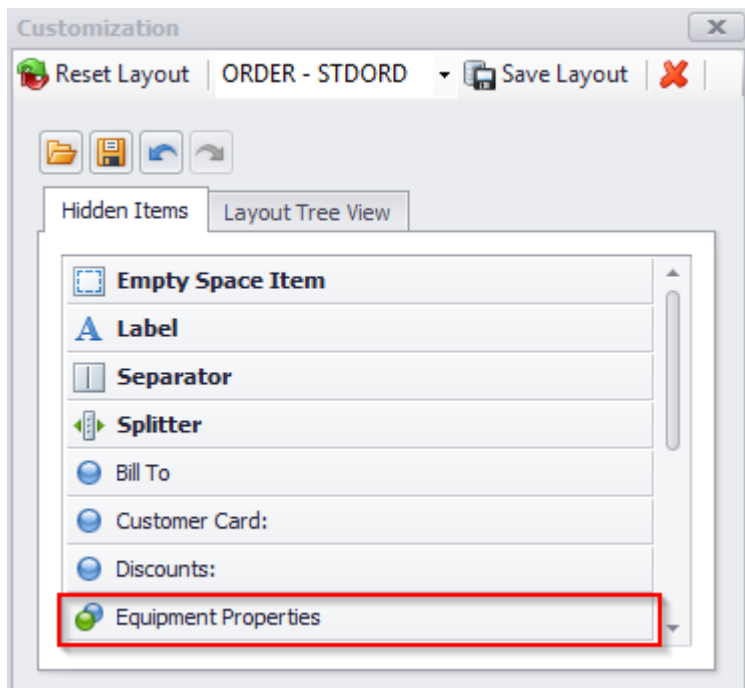 Customization
Reset Layout ORDER - STDORD Save Layout
Hidden Items Layout Tree View
Empty Space Item
A Label
Separator
Splitter
Bill To
Customer Card:
Discounts:
Equipment Properties